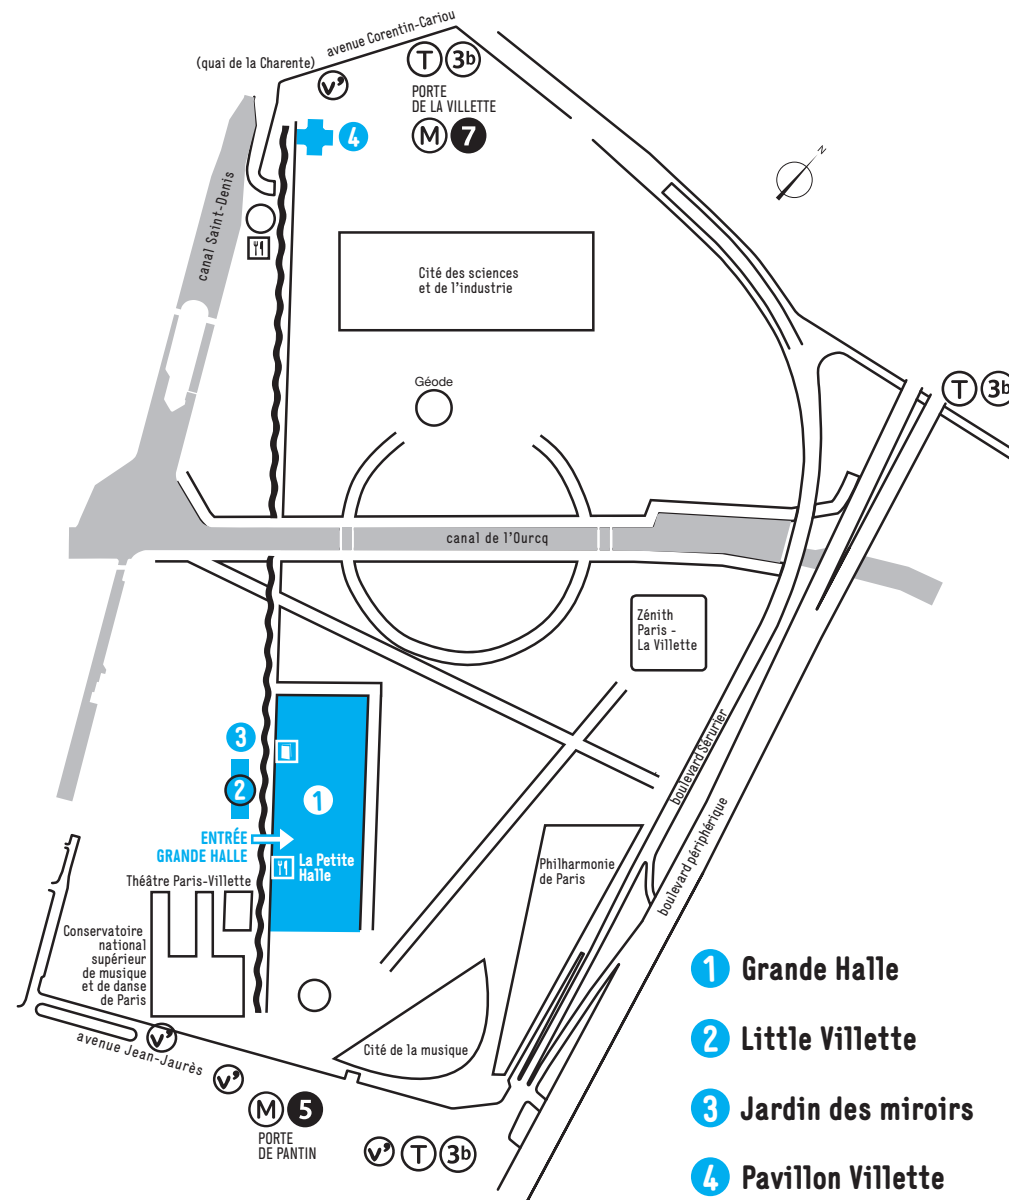 avenue Corentin-Cariou
(quai de la Charente)
v'
T 3b
PORTE
DE LA VILLETTE
M 7
4
N
canal Saint-Denis
Cité des sciences
et de l'industrie
Géode
T 3b
canal de l'Ourcq
Zénith
Paris -
La Villette
3
2
1
boulevard Sérurier
boulevard périphérique
ENTRÉE
GRANDE HALLE
La Petite
Halle
Théâtre Paris-Villette
Philharmonie
de Paris
Conservatoire
national
supérieur
de musique
et de danse
de Paris
Cité de la musique
v'
avenue Jean-Jaurès
v'
M 5
PORTE
DE PANTIN
v' T 3b
1 Grande Halle
2 Little Villette
3 Jardin des miroirs
4 Pavillon Villette